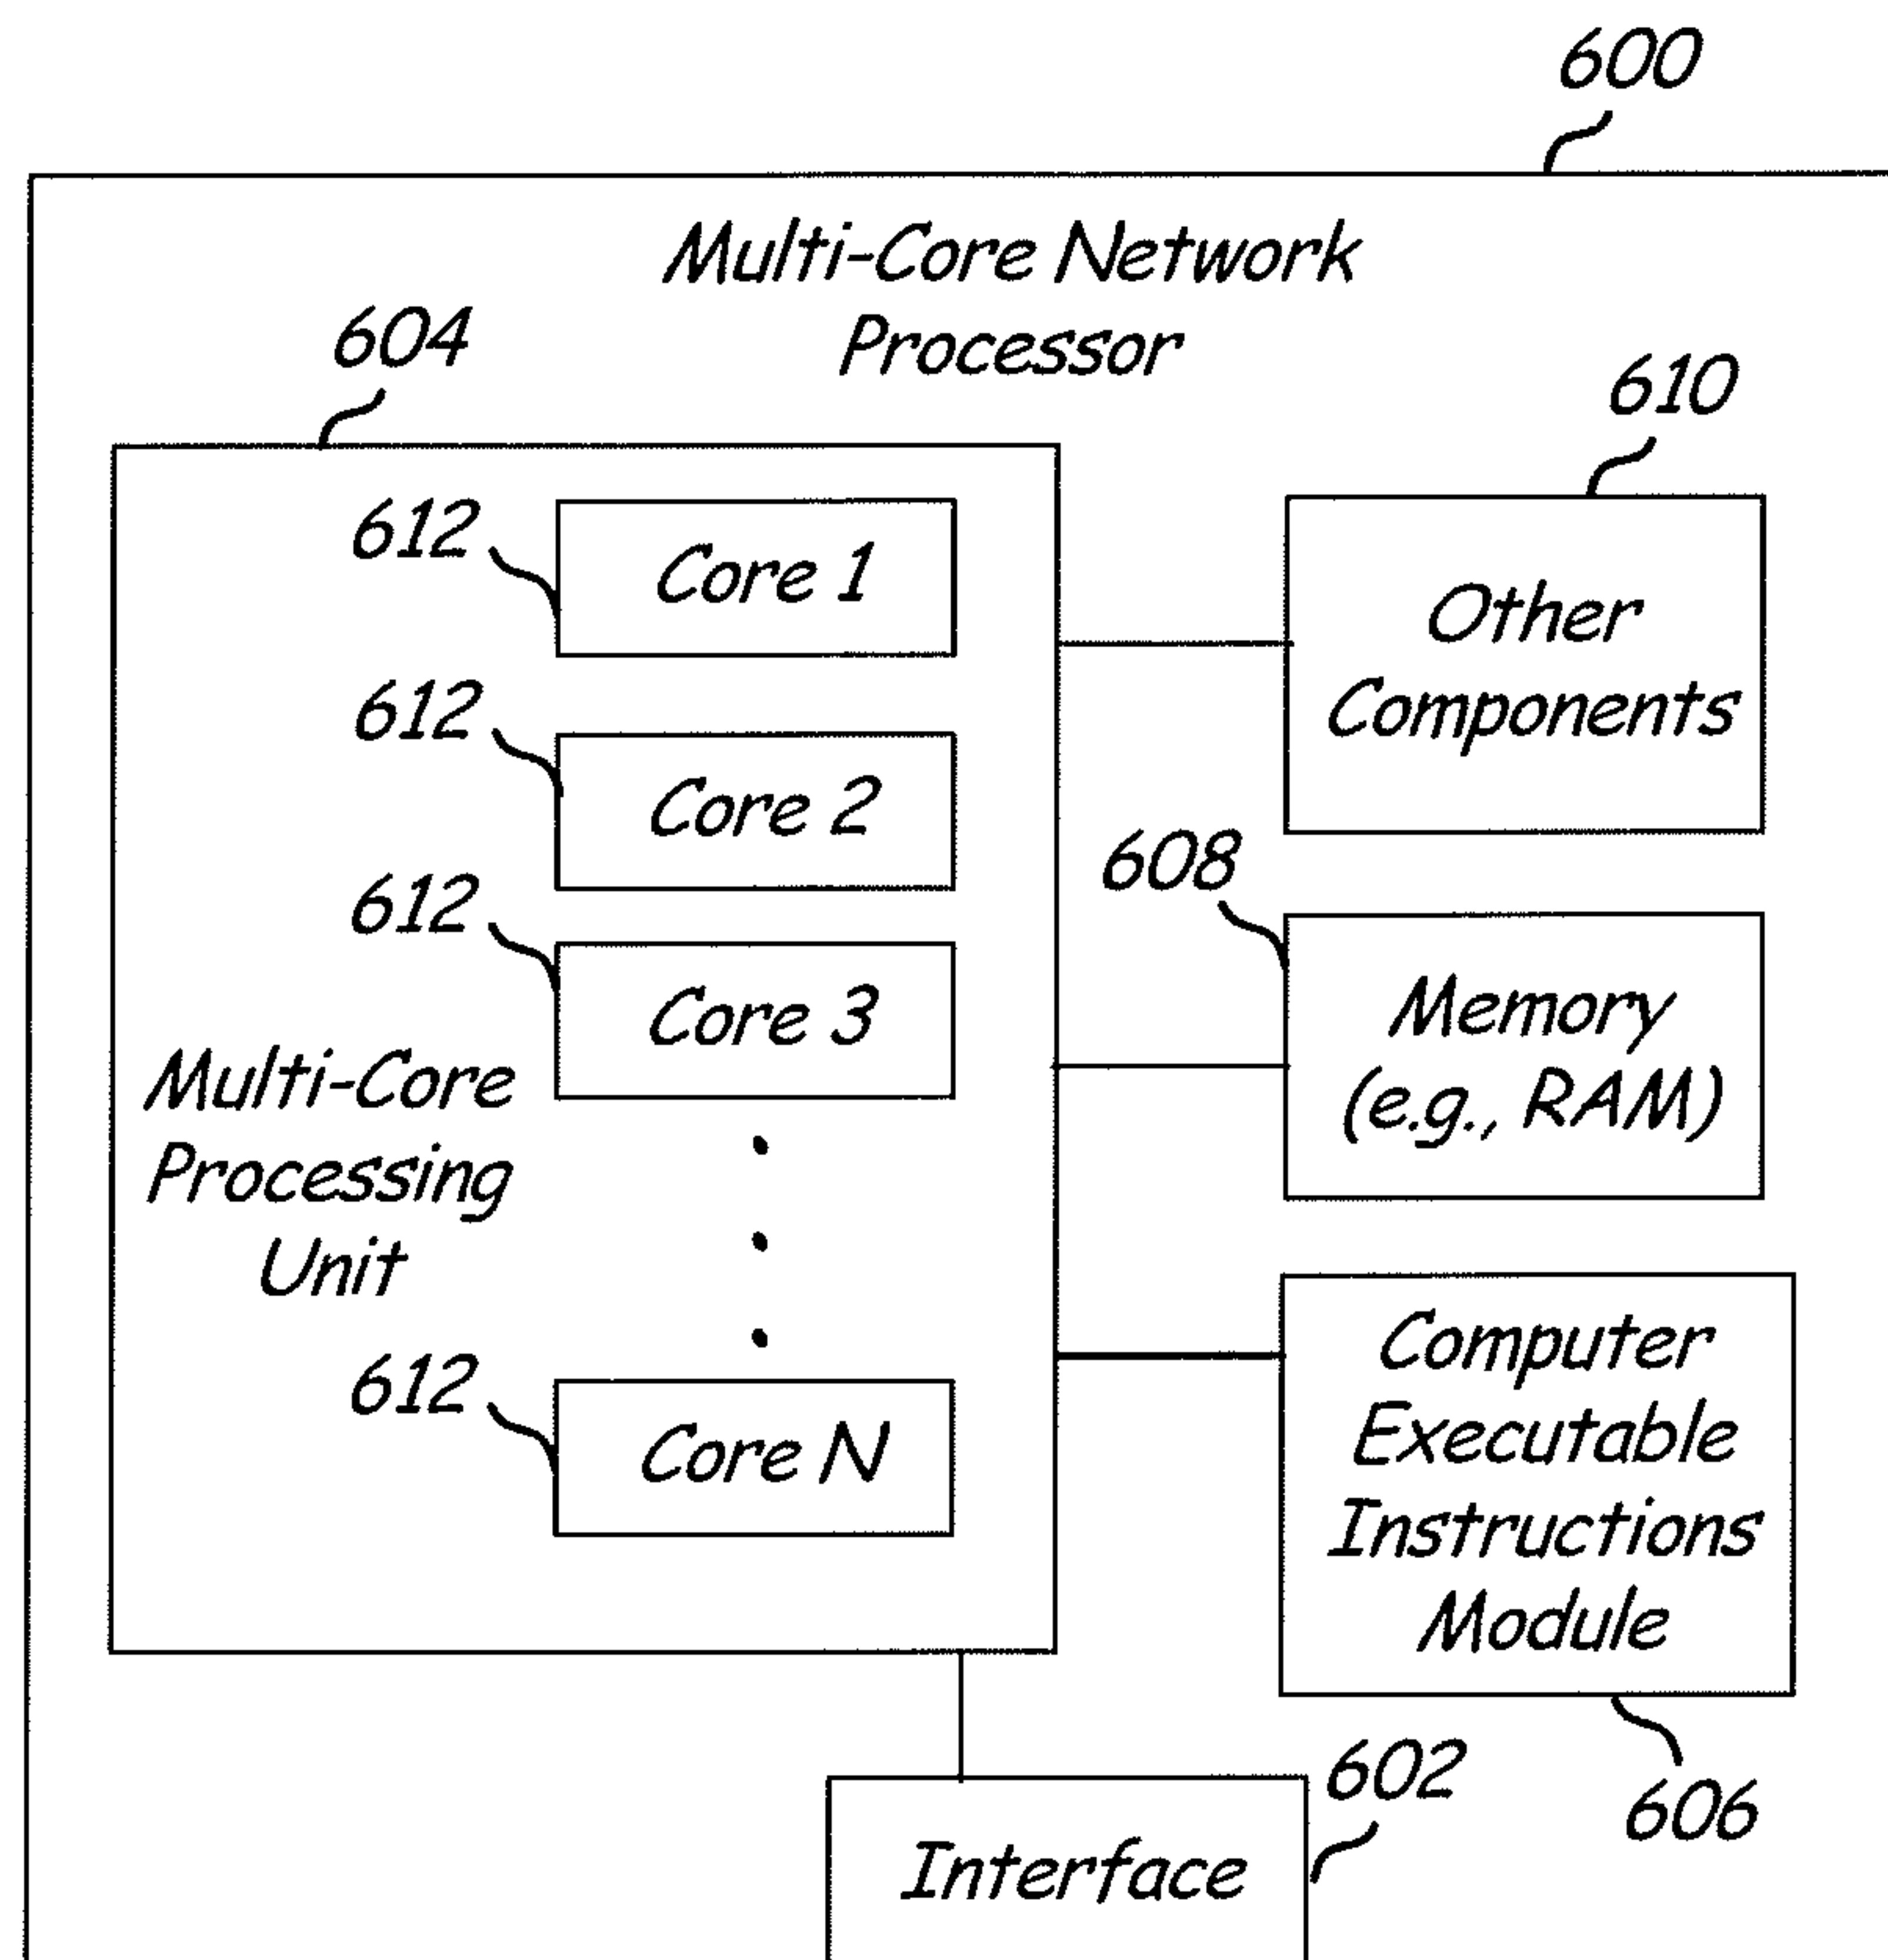 600
Multi-Core Network
Processor
604
610
612
Core 1
Other
Components
612
Core 2
608
612
Core 3
Memory
(e.g., RAM)
Multi-Core
Processing
Unit
Computer
Executable
Instructions
Module
612
Core N
602
606
Interface